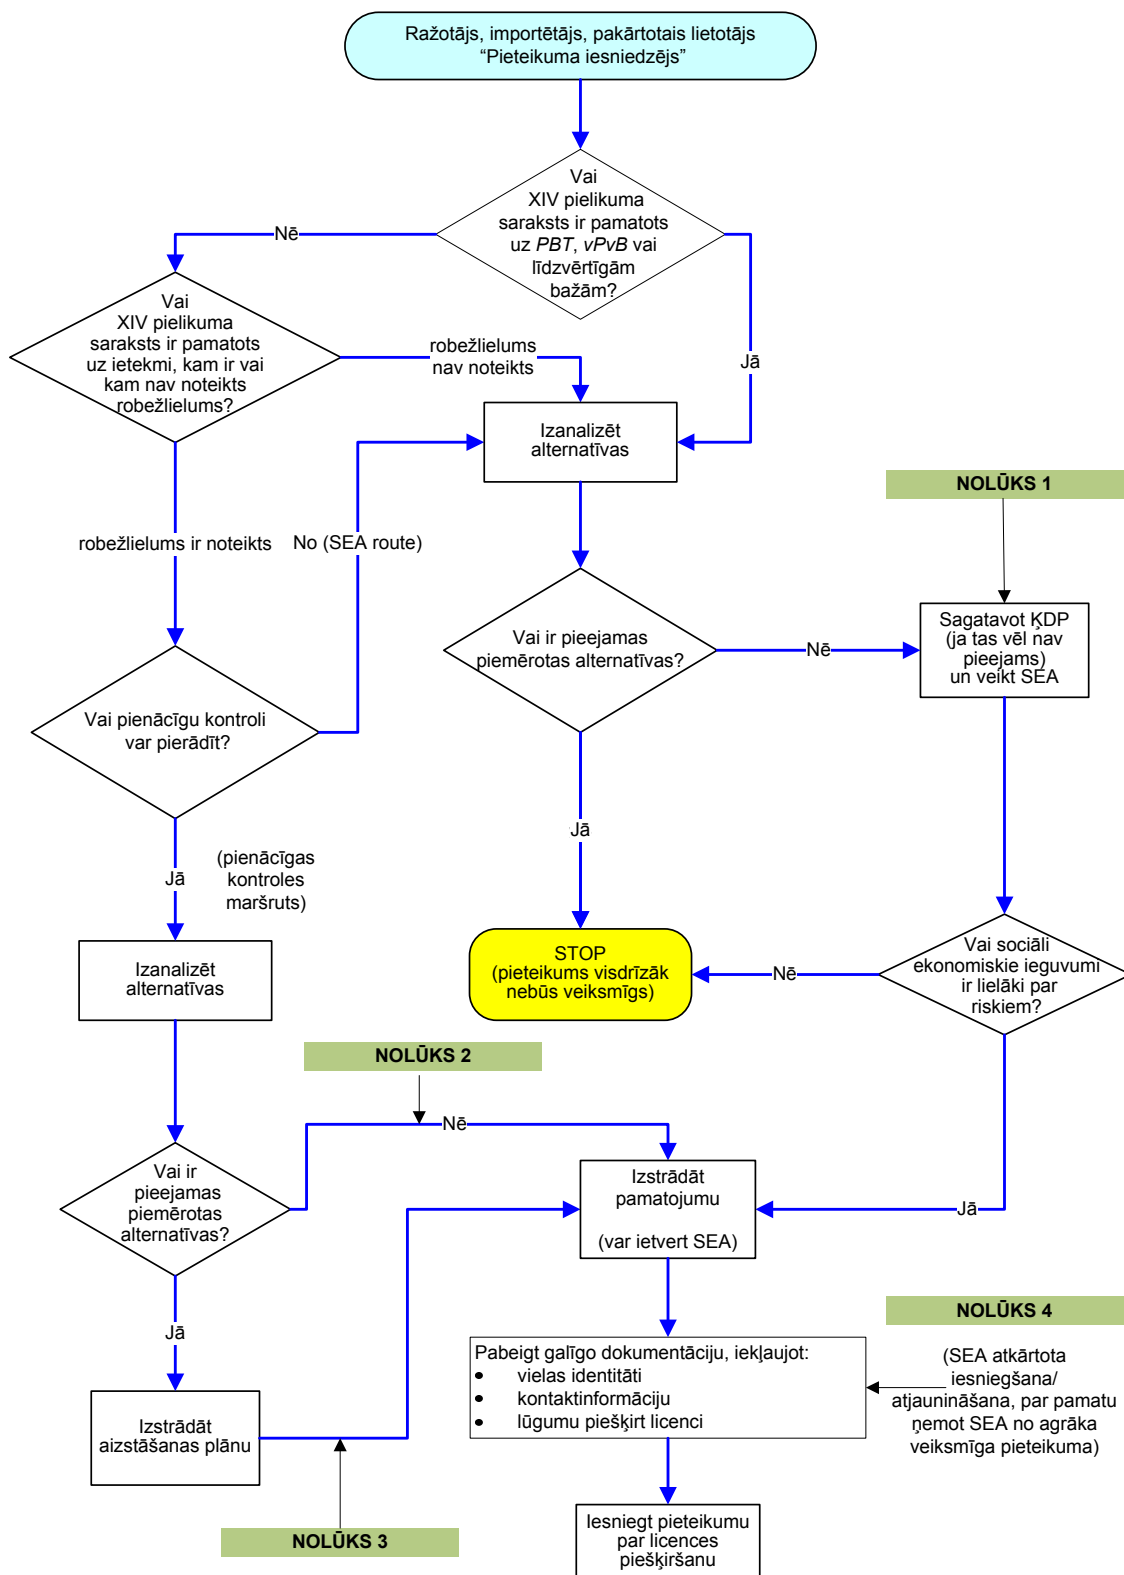 Ražotājs, importētājs, pakārtotais lietotājs
“Pieteikuma iesniedzējs”
Vai
XIV pielikuma
saraksts ir pamatots
uz PBT, vPvB vai
līdzvērtīgām
bažām?
Nē
Jā
Vai
XIV pielikuma
saraksts ir pamatots
uz ietekmi, kam ir vai
kam nav noteikts
robežlielums?
robežlielums
nav noteikts
Izanalizēt
alternatīvas
NOLŪKS 1
robežlielums ir noteikts
No (SEA route)
Vai ir pieejamas
piemērotas alternatīvas?
Nē
Sagatavot ĶDP
(ja tas vēl nav
pieejams)
un veikt SEA
Vai pienācīgu kontroli
var pierādīt?
Jā
Jā
(pienācīgas
kontroles
maršruts)
Izanalizēt
alternatīvas
STOP
(pieteikums visdrīzāk
nebūs veiksmīgs)
Nē
Vai sociāli
ekonomiskie ieguvumi
ir lielāki par
riskiem?
NOLŪKS 2
Nē
Vai ir
pieejamas
piemērotas
alternatīvas?
Izstrādāt
pamatojumu
(var ietvert SEA)
Jā
Jā
NOLŪKS 4
Pabeigt galīgo dokumentāciju, iekļaujot:
• vielas identitāti
• kontaktinformāciju
• lūgumu piešķirt licenci
(SEA atkārtota
iesniegšana/
atjaunināšana, par pamatu
ņemot SEA no agrāka
veiksmīga pieteikuma)
Izstrādāt
aizstāšanas plānu
NOLŪKS 3
Iesniegt pieteikumu
par licences
piešķiršanu